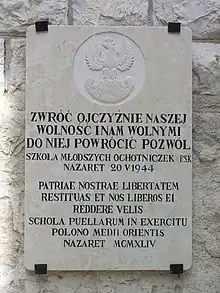 ZWRÓĆ OJCZYŹNIE NASZEJ
WOLNOŚĆ I NAM WOLNYMI
DO NIEJ POWRÓCIĆ POZWÓL
SZKOŁA MŁODSZYCH OCHOTNICZEK PSK
NAZARET 20 V 1944
PATRIAE NOSTRAE LIBERTATEM
RESTITUAS ET NOS LIBEROS EI
REDDERE VELIS
SCHOLA PUELLARUM IN EXERCITU
POLONO MEDII ORIENTIS
NAZARET MCMXLIV